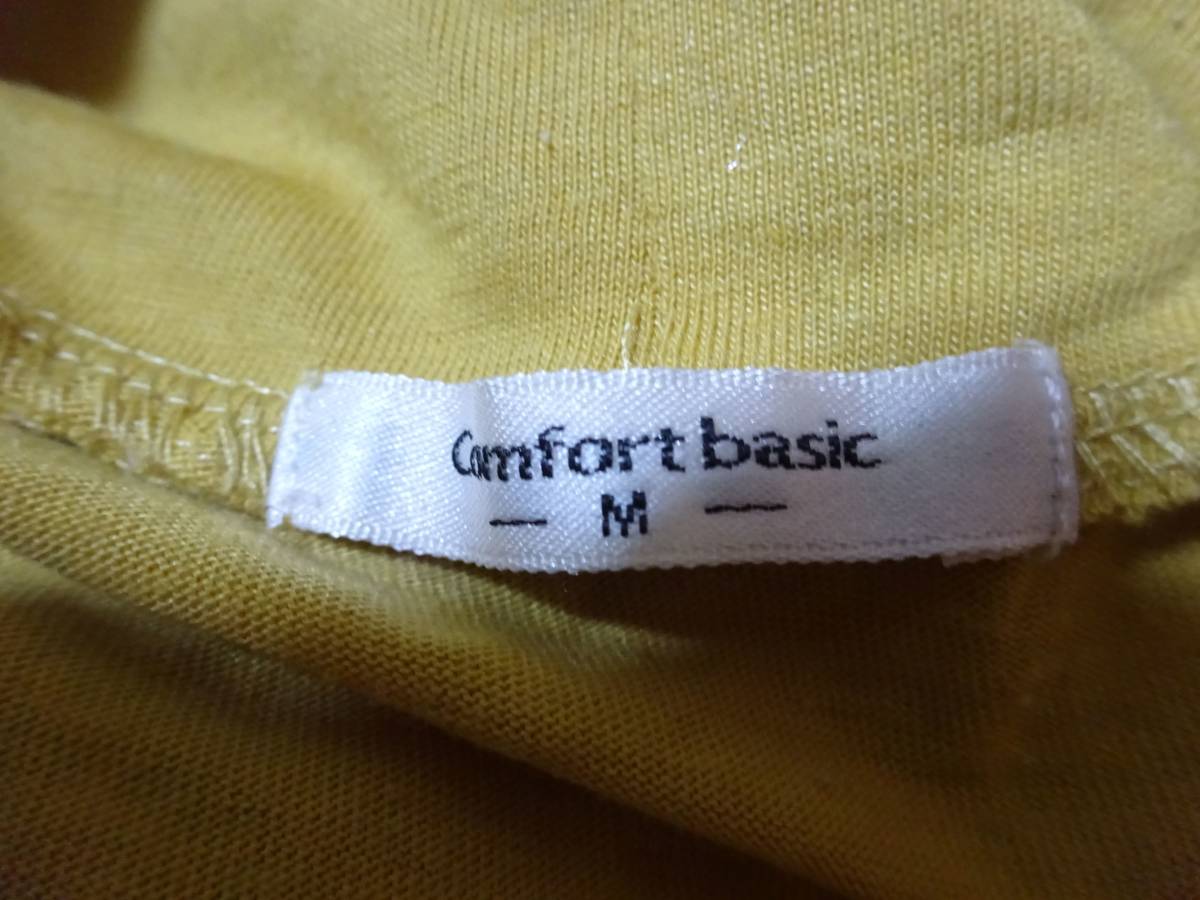 Comfort basic
— M —